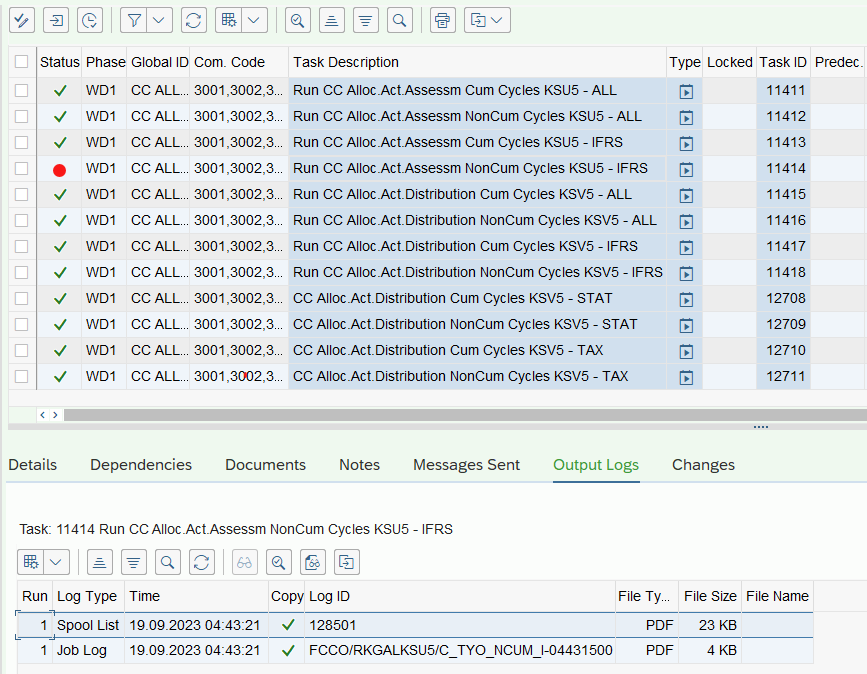 Status Phase Global ID Com. Code Task Description Type Locked Task ID Predec.
WD1 CC ALL... 3001,3002,3... Run CC Alloc.Act.Assessm Cum Cycles KSU5 - ALL 11411
WD1 CC ALL... 3001,3002,3... Run CC Alloc.Act.Assessm NonCum Cycles KSU5 - ALL 11412
WD1 CC ALL... 3001,3002,3... Run CC Alloc.Act.Assessm Cum Cycles KSU5 - IFRS 11413
WD1 CC ALL... 3001,3002,3... Run CC Alloc.Act.Assessm NonCum Cycles KSU5 - IFRS 11414
WD1 CC ALL... 3001,3002,3... Run CC Alloc.Act.Distribution Cum Cycles KSV5 - ALL 11415
WD1 CC ALL... 3001,3002,3... Run CC Alloc.Act.Distribution NonCum Cycles KSV5 - ALL 11416
WD1 CC ALL... 3001,3002,3... Run CC Alloc.Act.Distribution Cum Cycles KSV5 - IFRS 11417
WD1 CC ALL... 3001,3002,3... Run CC Alloc.Act.Distribution NonCum Cycles KSV5 - IFRS 11418
WD1 CC ALL... 3001,3002,3... CC Alloc.Act.Distribution Cum Cycles KSV5 - STAT 12708
WD1 CC ALL... 3001,3002,3... CC Alloc.Act.Distribution NonCum Cycles KSV5 - STAT 12709
WD1 CC ALL... 3001,3002,3... CC Alloc.Act.Distribution Cum Cycles KSV5 - TAX 12710
WD1 CC ALL... 3001,3002,3... CC Alloc.Act.Distribution NonCum Cycles KSV5 - TAX 12711
Details Dependencies Documents Notes Messages Sent Output Logs Changes
Task: 11414 Run CC Alloc.Act.Assessm NonCum Cycles KSU5 - IFRS
Run Log Type Time Copy Log ID File Ty... File Size File Name
1 Spool List 19.09.2023 04:43:21 128501 PDF 23 KB
1 Job Log 19.09.2023 04:43:21 FCCO/RKGALKSU5/C_TYO_NCUM_I-04431500 PDF 4 KB